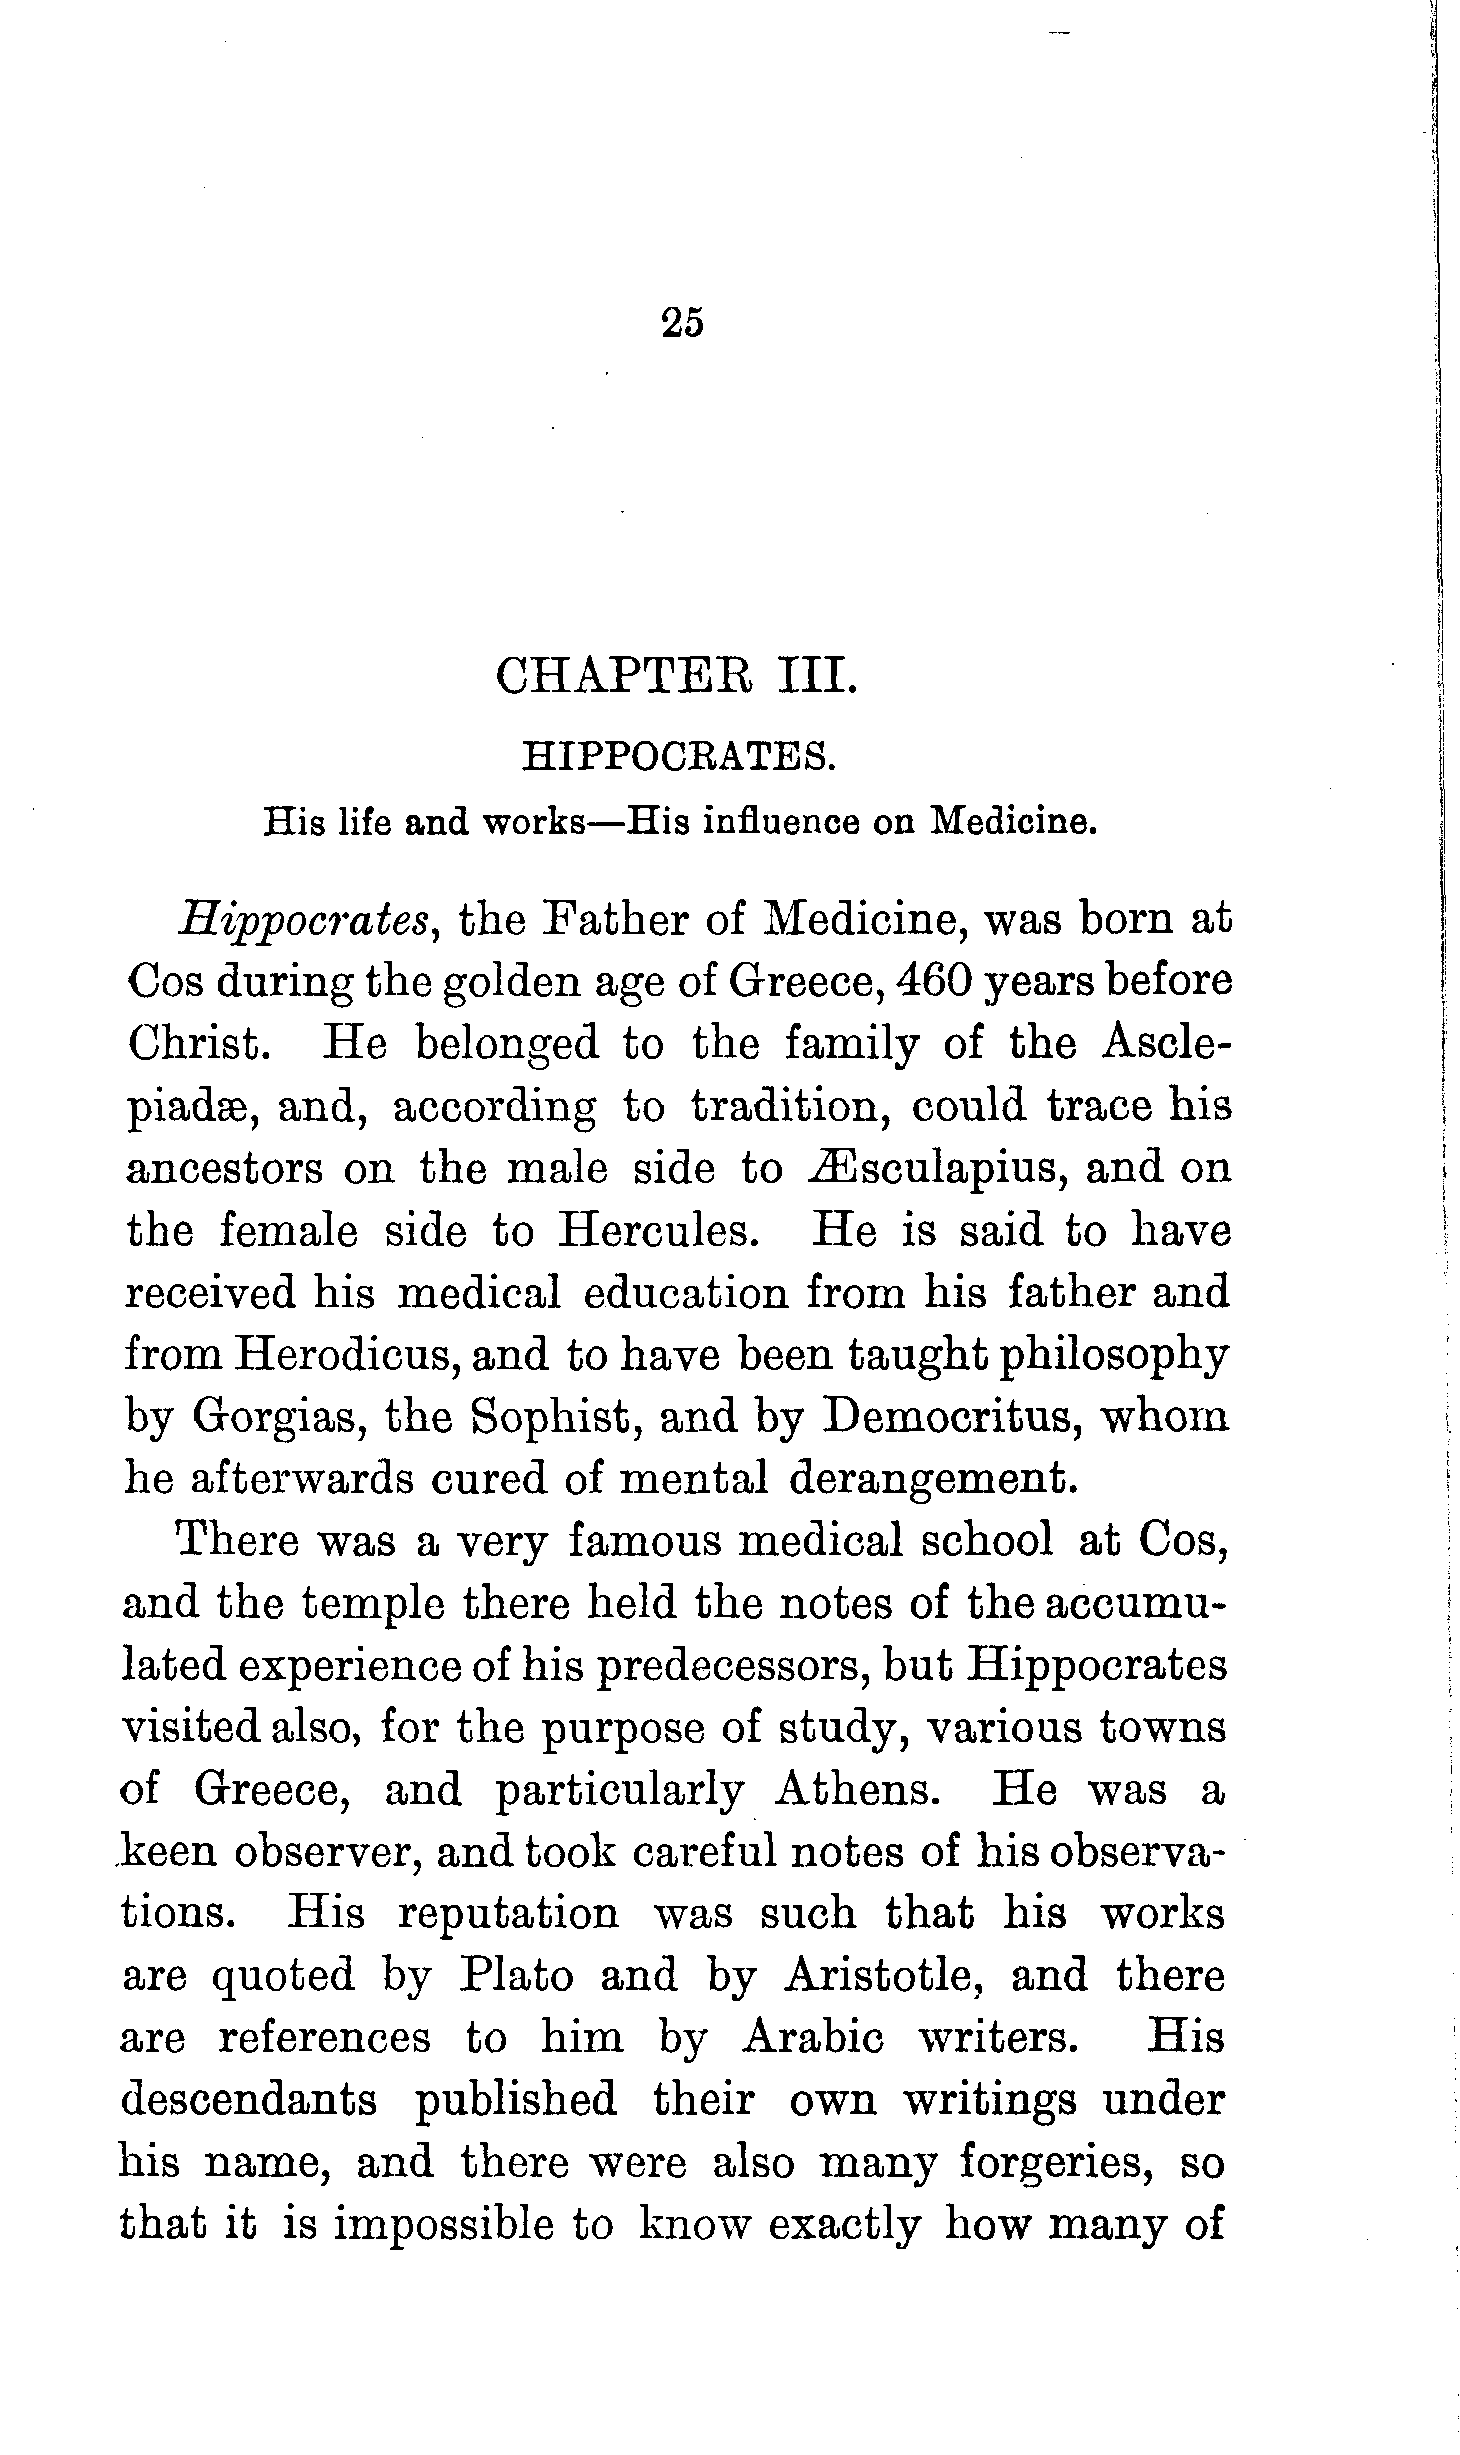 25
CHAPTER III.
HIPPOCRATES.
His life and works—His influence on Medicine.
Hippocrates, the Father of Medicine, was born at
Cos during the golden age of Greece, 460 years before
Christ. He belonged to the family of the Ascle-
piadæ, and, according to tradition, could trace his
ancestors on the male side to Æsculapius, and on
the female side to Hercules. He is said to have
received his medical education from his father and
from Herodicus, and to have been taught philosophy
by Gorgias, the Sophist, and by Democritus, whom
he afterwards cured of mental derangement.
There was a very famous medical school at Cos,
and the temple there held the notes of the accumu-
lated experience of his predecessors, but Hippocrates
visited also, for the purpose of study, various towns
of Greece, and particularly Athens. He was a
keen observer, and took careful notes of his observa-
tions. His reputation was such that his works
are quoted by Plato and by Aristotle, and there
are references to him by Arabic writers. His
descendants published their own writings under
his name, and there were also many forgeries, so
that it is impossible to know exactly how many of